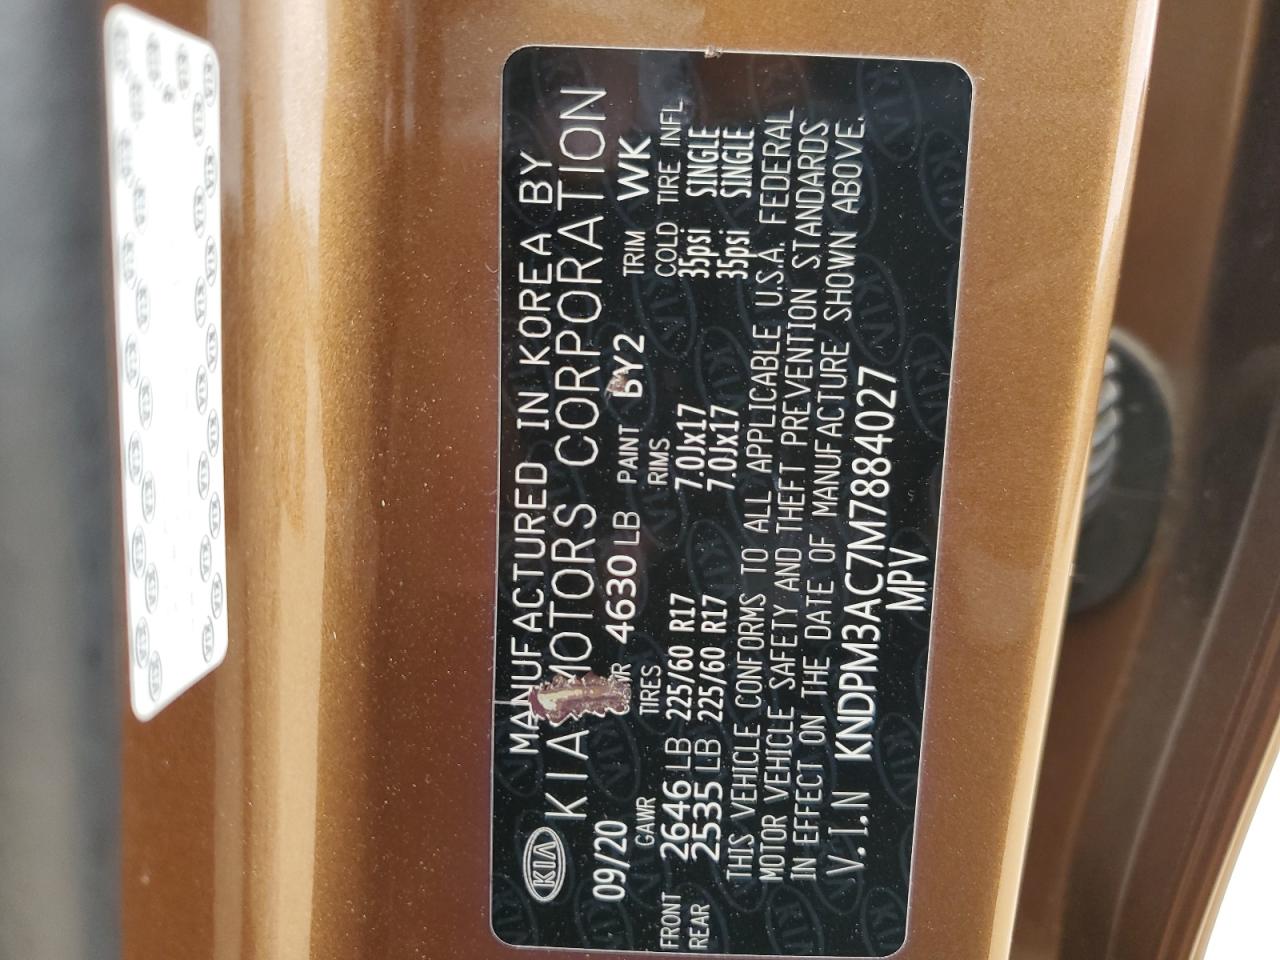 KIA
MANUFACTURED IN KOREA BY
KIA MOTORS CORPORATION
09/20 4630 LB PAINT BY2 TRIM WK
GAWR TIRES RIMS COLD TIRE INFL
FRONT 2646 LB 225/60 R17 7.0Jx17 35psi SINGLE
REAR 2535 LB 225/60 R17 7.0Jx17 35psi SINGLE
THIS VEHICLE CONFORMS TO ALL APPLICABLE U.S.A. FEDERAL
MOTOR VEHICLE SAFETY AND THEFT PREVENTION STANDARDS
IN EFFECT ON THE DATE OF MANUFACTURE SHOWN ABOVE.
V.I.N KNDPM3AC7M7884027
MPV